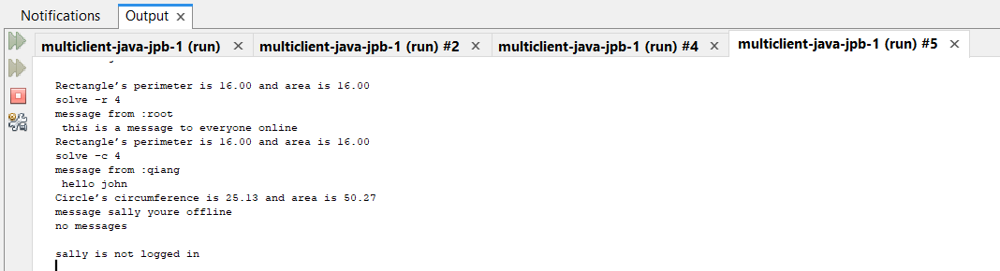 Notifications Output ×
multiclient-java-jpb-1 (run) × multiclient-java-jpb-1 (run) #2 × multiclient-java-jpb-1 (run) #4 × multiclient-java-jpb-1 (run) #5 ×
Rectangle’s perimeter is 16.00 and area is 16.00
solve -r 4
message from :root
this is a message to everyone online
Rectangle’s perimeter is 16.00 and area is 16.00
solve -c 4
message from :qiang
hello john
Circle’s circumference is 25.13 and area is 50.27
message sally youre offline
no messages
sally is not logged in